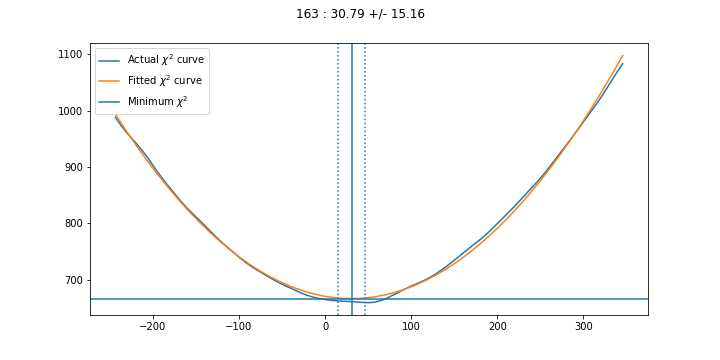 163 : 30.79 +/- 15.16
1100
1000
900
800
700
Actual χ² curve
Fitted χ² curve
Minimum χ²
−200 −100 0 100 200 300